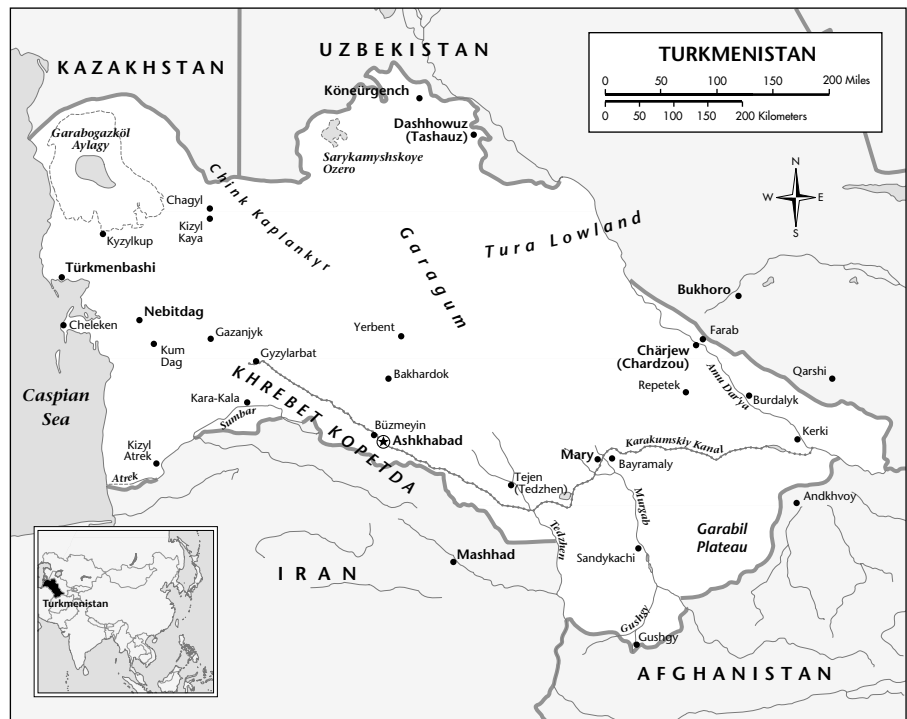 TURKMENISTAN
0 50 100 150 200 Miles
0 50 100 150 200 Kilometers
UZBEKISTAN
KAZAKHSTAN
Köneürgench
Dashhowuz
(Tashauz)
Garabogazköl
Aylagy
Sarykamyshskoye
Ozero
N
W E
S
Chink Kaplankyr
Chagyl
Kizyl
Kaya
Kyzylkup
Garagum
Tura Lowland
Türkmenbashi
Bukhoro
Nebitdag
Cheleken
Gazanjyk
Yerbent
Farab
Kum
Dag
Gyzylarbat
Chärjew
(Chardzou)
Qarshi
Bakhardok
Repetek
Amu Dar'ya
Burdalyk
Caspian
Sea
KHREBET KOPETDA
Kara-Kala
Sumbar
Büzmeyin
Ashkhabad
Kerki
Karakumskiy Kanal
Mary
Bayramaly
Kizyl
Atrek
Atrek
Tejen
(Tedzhen)
Andkhvoy
Murgab
Garabil
Plateau
Tedzhen
Mashhad
Sandykachi
IRAN
Turkmenistan
Gushgy
Gushgy
AFGHANISTAN